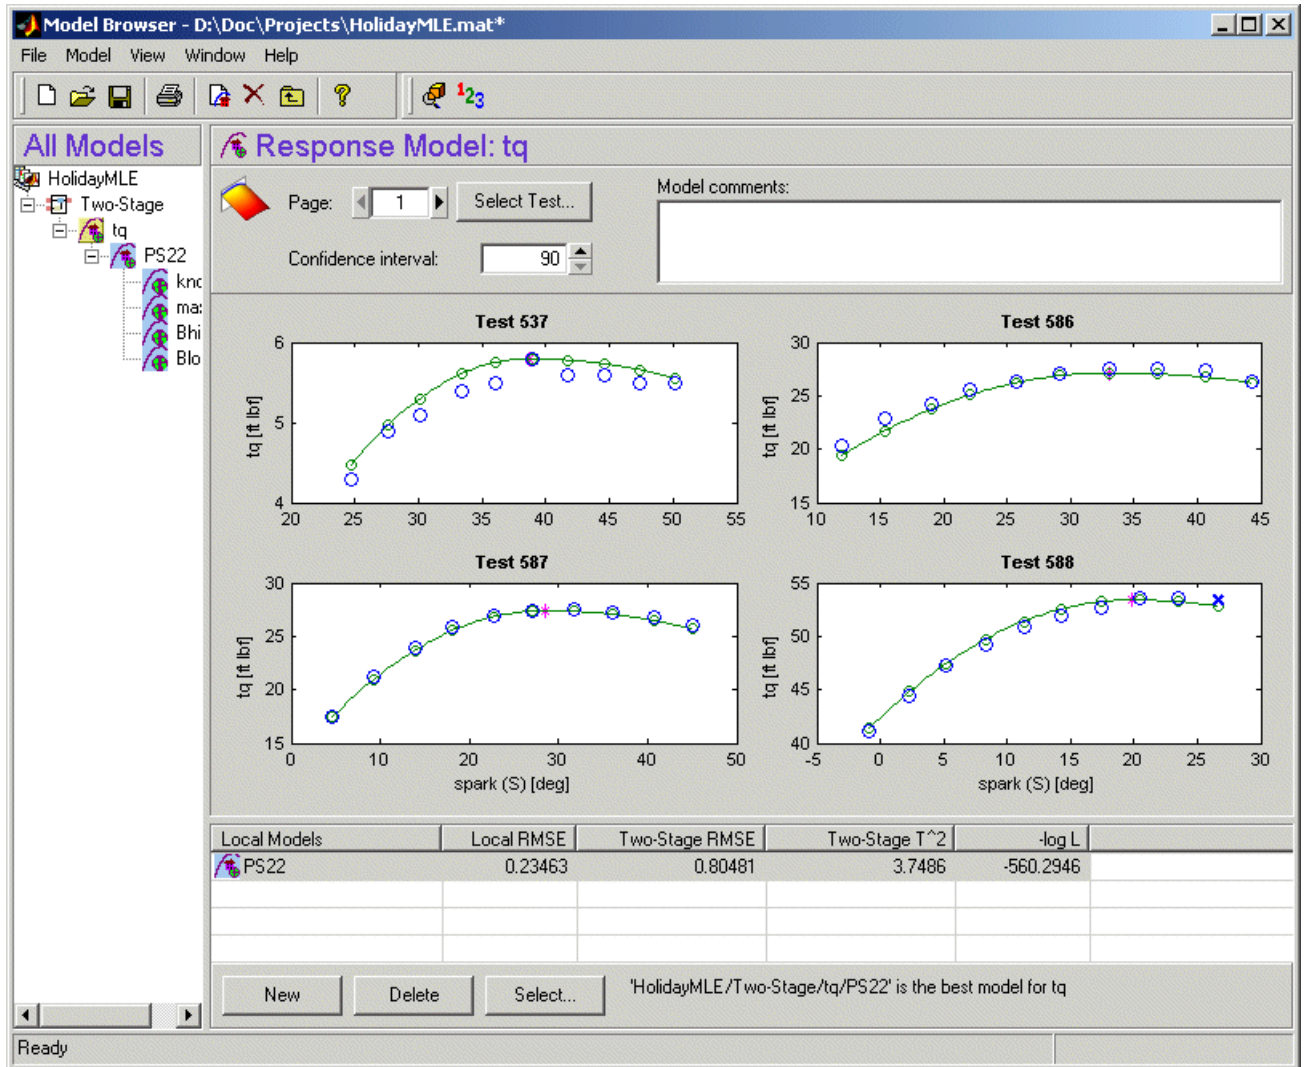 Model Browser - D:\Doc\Projects\HolidayMLE.mat*
File Model View Window Help
123
All Models
HolidayMLE
Two-Stage
tq
PS22
kno
Bhi
Blo
Response Model: tq
Page: 1 Select Test...
Confidence interval: 90
Model comments:
Test 537
6
5
4
tq [ft lbf]
20 25 30 35 40 45 50 55
Test 586
30
25
20
15
tq [ft lbf]
10 15 20 25 30 35 40 45
Test 587
30
25
20
15
tq [ft lbf]
0 10 20 30 40 50
spark (S) [deg]
Test 588
55
50
45
40
tq [ft lbf]
-5 0 5 10 15 20 25 30
spark (S) [deg]
Local Models Local RMSE Two-Stage RMSE Two-Stage T^2 -log L
PS22 0.23463 0.80481 3.7486 -560.2946
New Delete Select... 'HolidayMLE/Two-Stage/tq/PS22' is the best model for tq
Ready